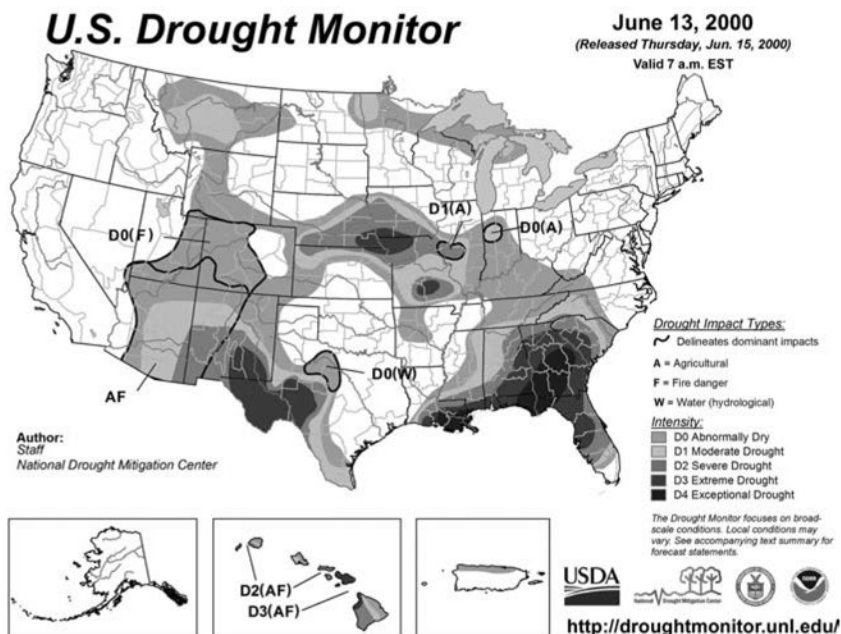 U.S. Drought Monitor
June 13, 2000
(Released Thursday, Jun. 15, 2000)
Valid 7 a.m. EST
D1(A)
D0(A)
D0(F)
D0(W)
AF
Drought Impact Types:
Delineates dominant impacts
A = Agricultural
F = Fire danger
W = Water (hydrological)
Intensity:
D0 Abnormally Dry
D1 Moderate Drought
D2 Severe Drought
D3 Extreme Drought
D4 Exceptional Drought
Author:
Staff
National Drought Mitigation Center
The Drought Monitor focuses on broad-
scale conditions. Local conditions may
vary. See accompanying text summary for
forecast statements.
D2(AF)
D3(AF)
USDA
National Drought Mitigation Center
http://droughtmonitor.unl.edu/